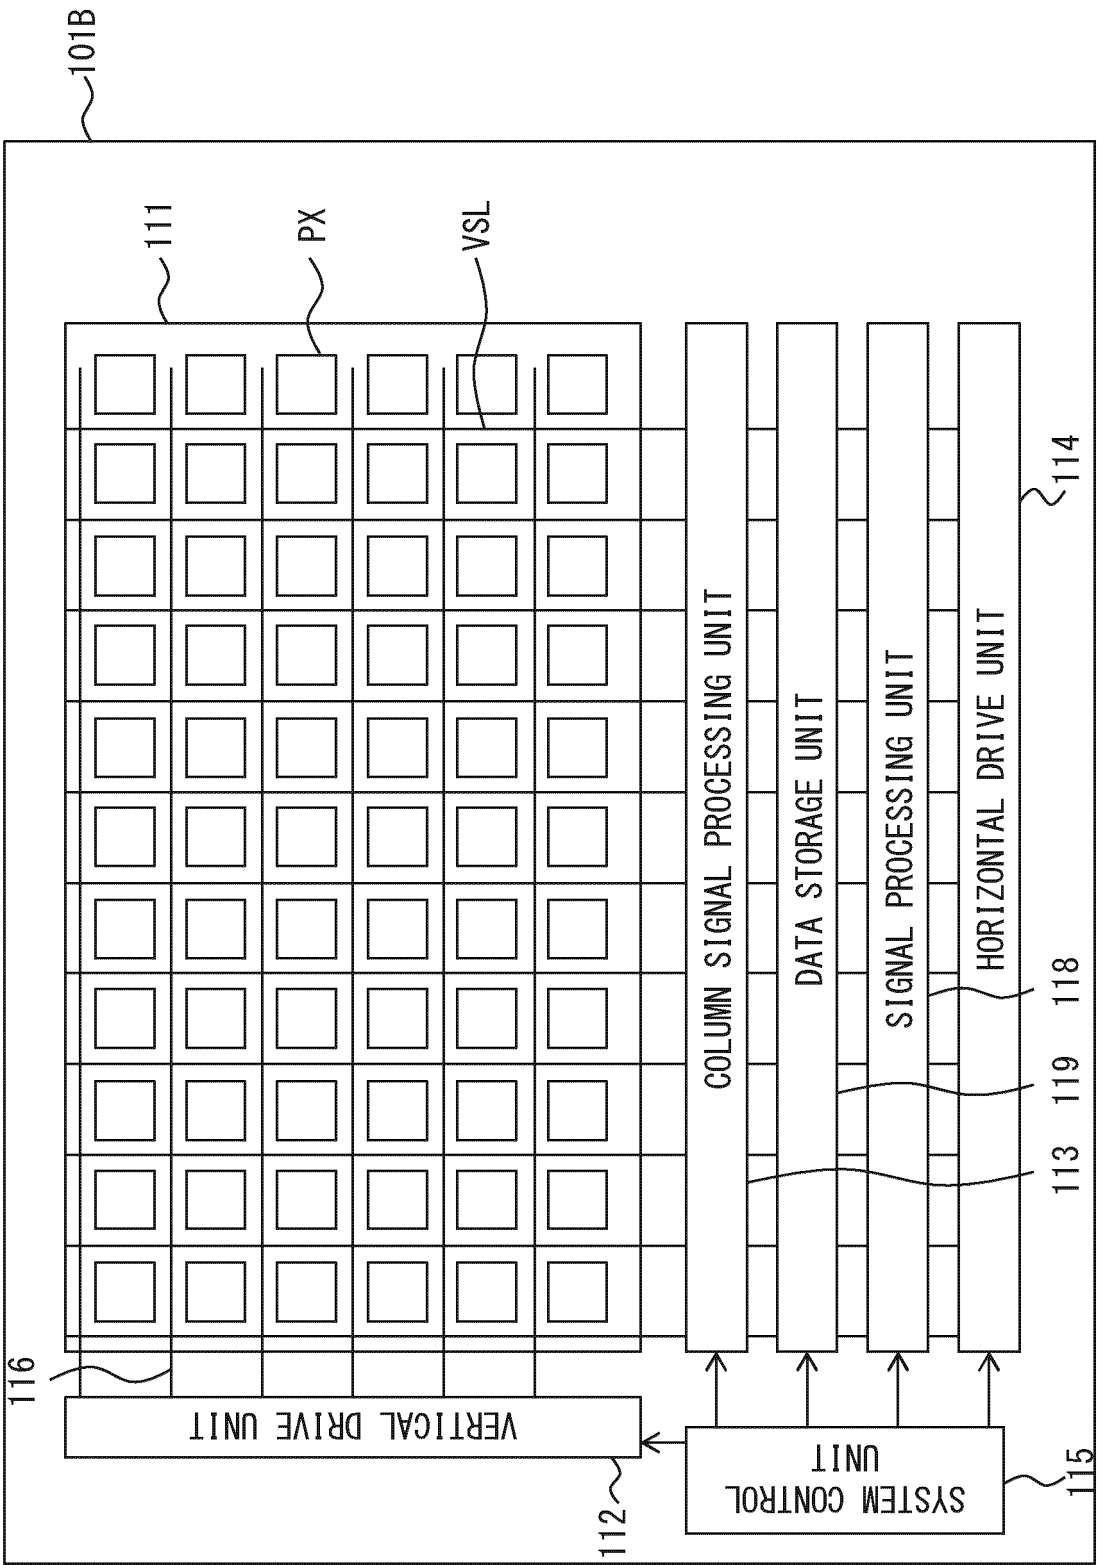 101B
111
PX
VSL
116
VERTICAL DRIVE UNIT
112
COLUMN SIGNAL PROCESSING UNIT
DATA STORAGE UNIT
SIGNAL PROCESSING UNIT
HORIZONTAL DRIVE UNIT
114
118
119
113
SYSTEM CONTROL
UNIT
115